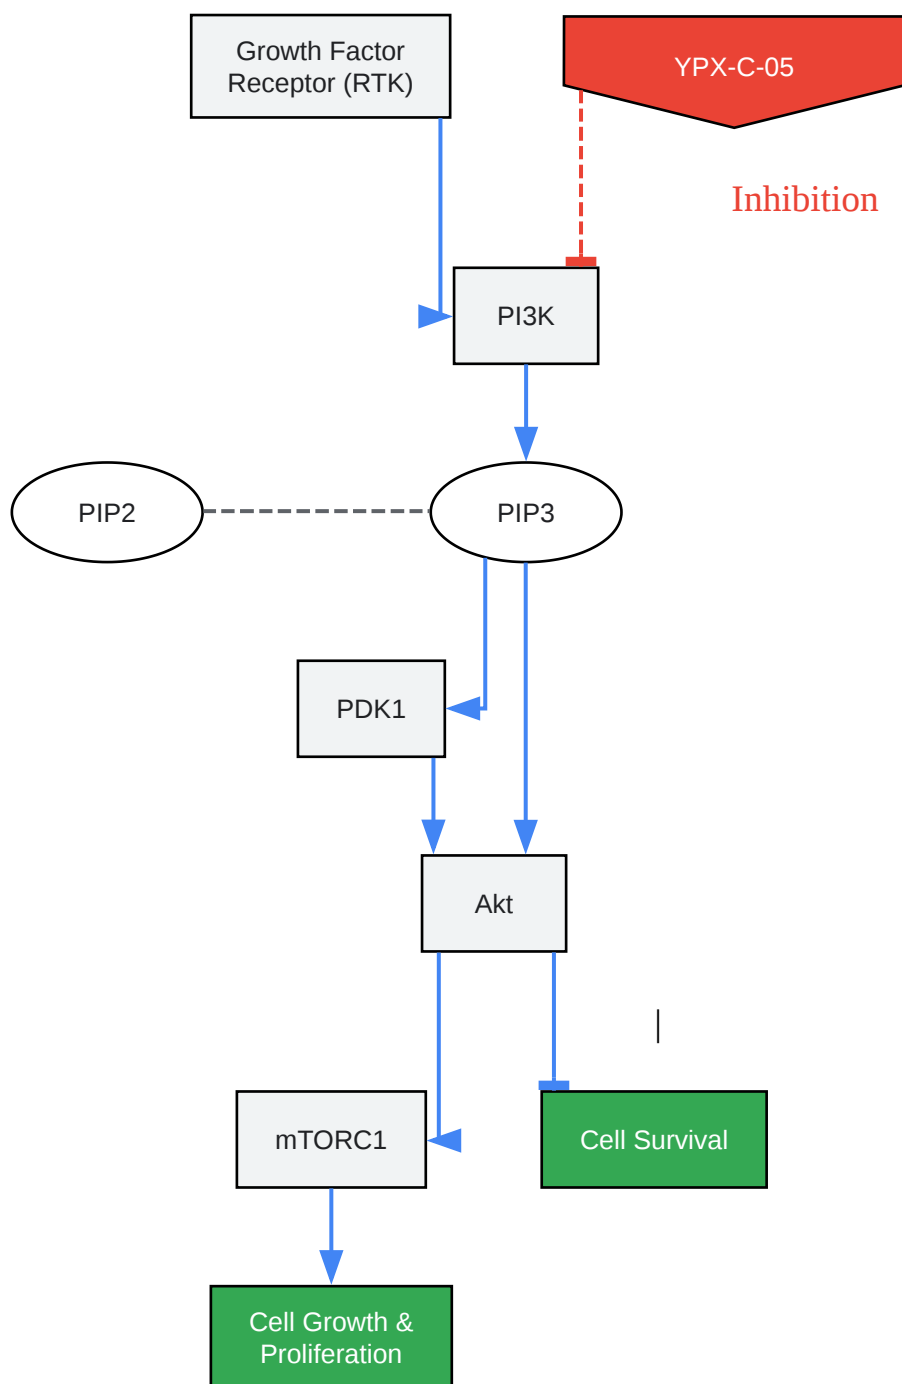 Growth Factor
Receptor (RTK)
YPX-C-05
Inhibition
PI3K
PIP2
PIP3
PDK1
Akt
|
mTORC1
Cell Survival
Cell Growth &
Proliferation